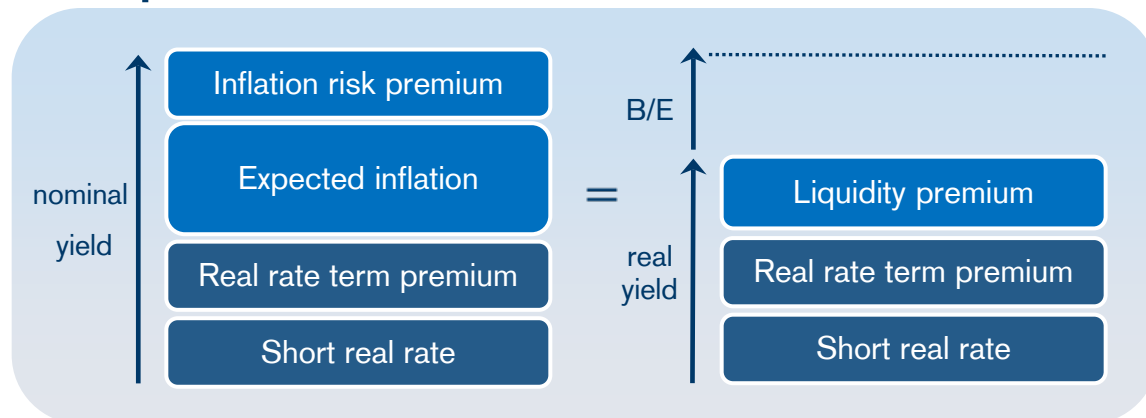 Inflation risk premium
Expected inflation
Real rate term premium
Short real rate
nominal
yield
=
B/E
real
yield
Liquidity premium
Real rate term premium
Short real rate